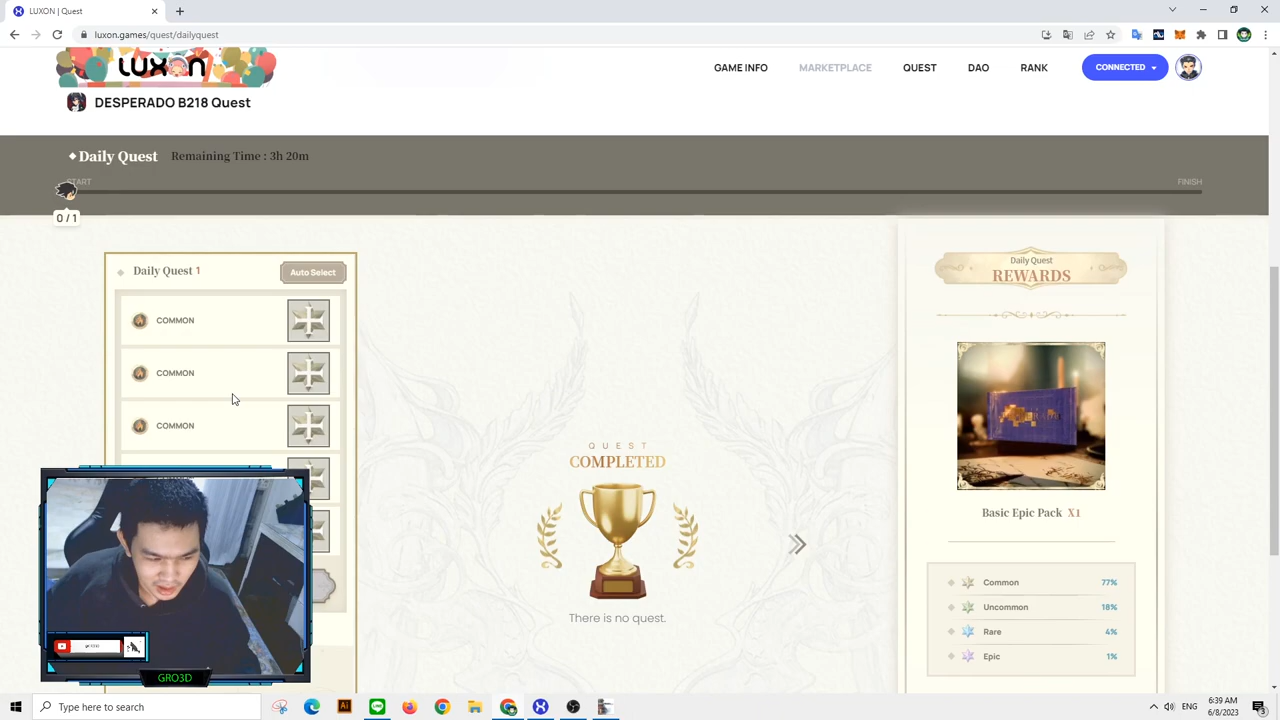 LUXON | Quest
luxon.games/quest/dailyquest
LUXON
GAME INFO
MARKETPLACE
QUEST
DAO
RANK
CONNECTED
DESPERADO B218 Quest
Daily Quest
Remaining Time : 3h 20m
START
FINISH
0 / 1
Daily Quest 1
Auto Select
COMMON
COMMON
COMMON
QUEST
COMPLETED
There is no quest.
Daily Quest
REWARDS
Basic Epic Pack X1
Common 77%
Uncommon 18%
Rare 4%
Epic 1%
GRO3D
Type here to search
Ai
ENG
6:39 AM
6/8/2023
3